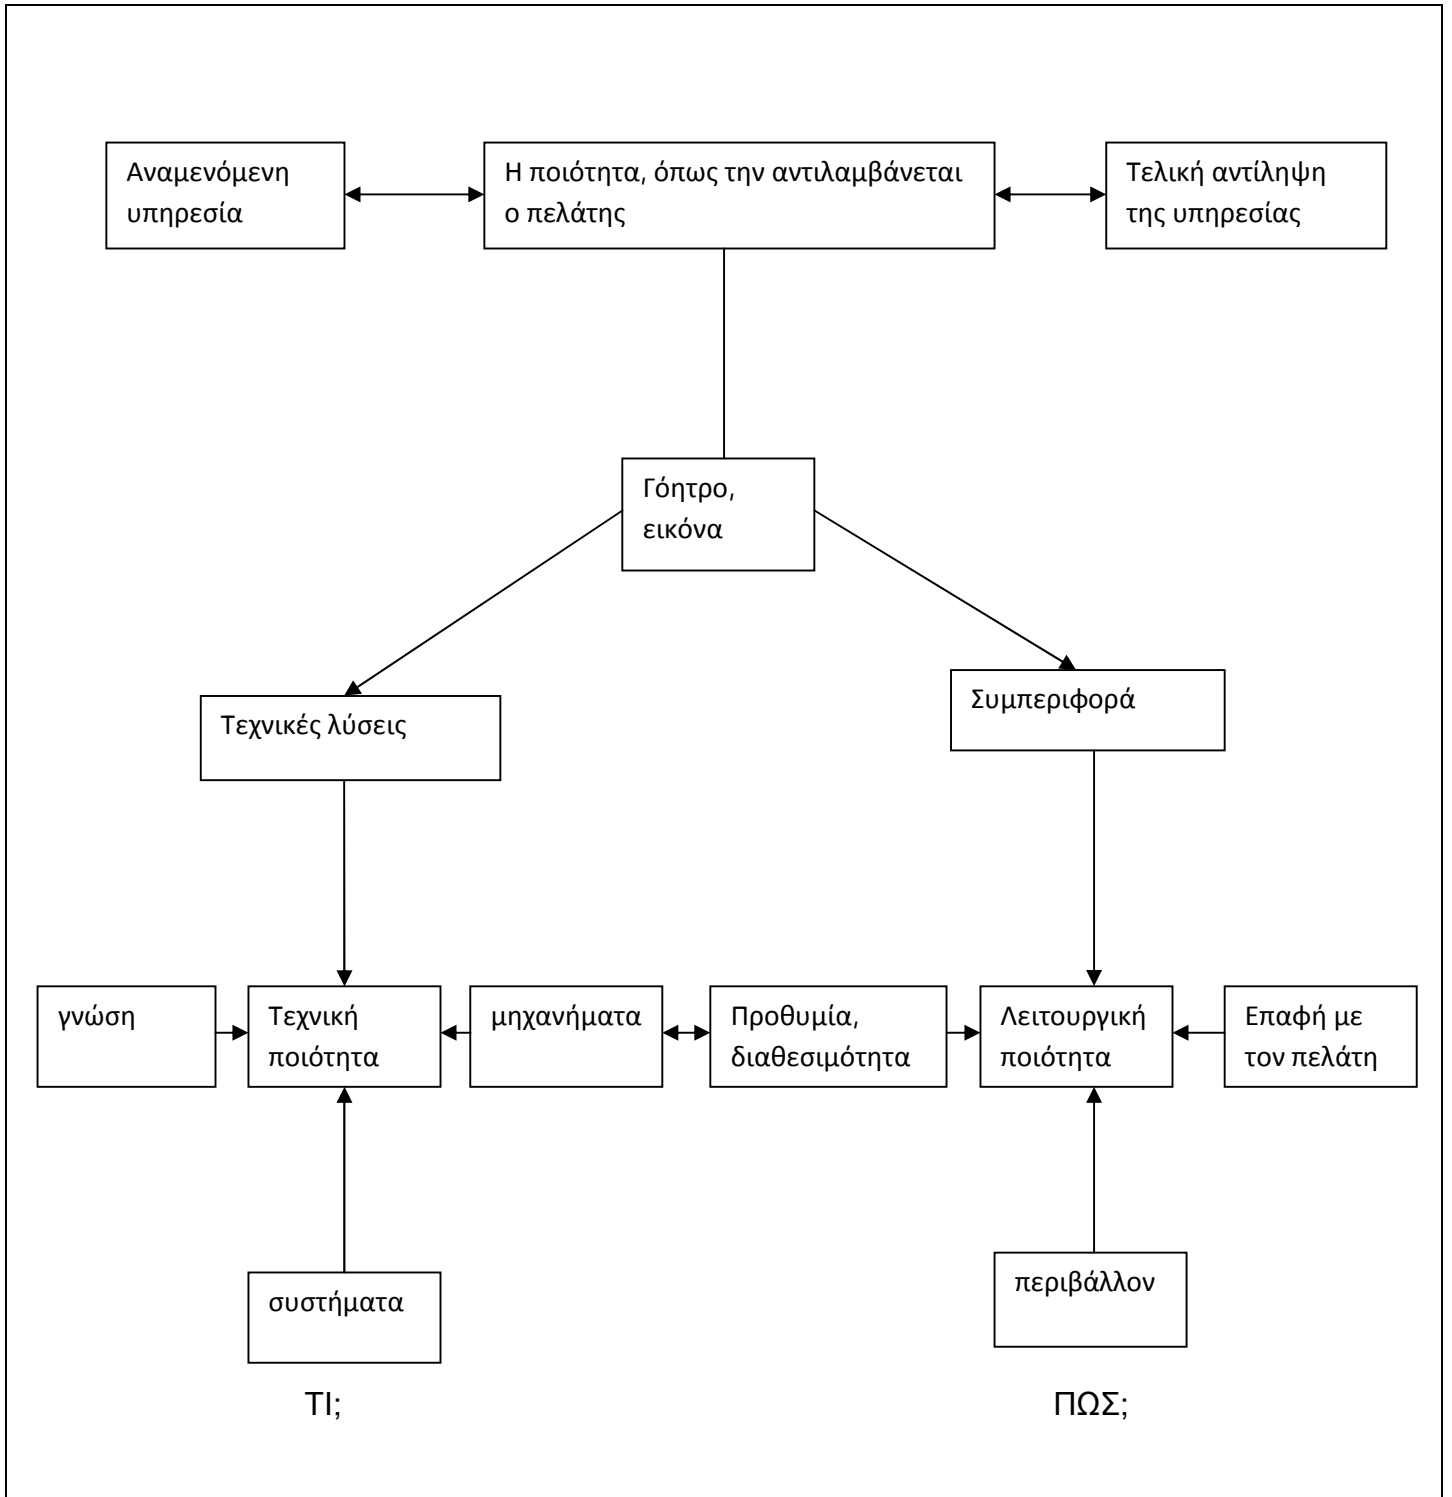 Αναμενόμενη
υπηρεσία
Η ποιότητα, όπως την αντιλαμβάνεται
ο πελάτης
Τελική αντίληψη
της υπηρεσίας
Γόητρο,
εικόνα
Τεχνικές λύσεις
Συμπεριφορά
γνώση
Τεχνική
ποιότητα
μηχανήματα
Προθυμία,
διαθεσιμότητα
Λειτουργική
ποιότητα
Επαφή με
τον πελάτη
συστήματα
περιβάλλον
ΤΙ;
ΠΩΣ;